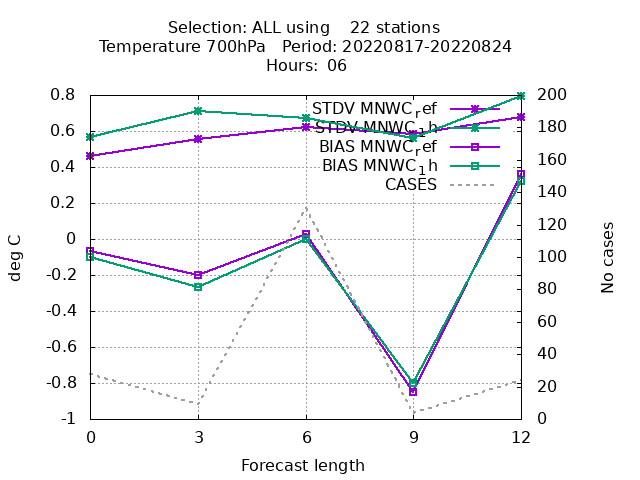 Selection: ALL using 22 stations
Temperature 700hPa Period: 20220817-20220824
Hours: 06
0.8
0.6
0.4
0.2
0
-0.2
-0.4
-0.6
-0.8
-1
200
180
160
140
120
100
80
60
40
20
0
STDV MNWC_ref
STDV MNWC_1h
BIAS MNWC_ref
BIAS MNWC_1h
CASES
deg C
No cases
0 3 6 9 12
Forecast length